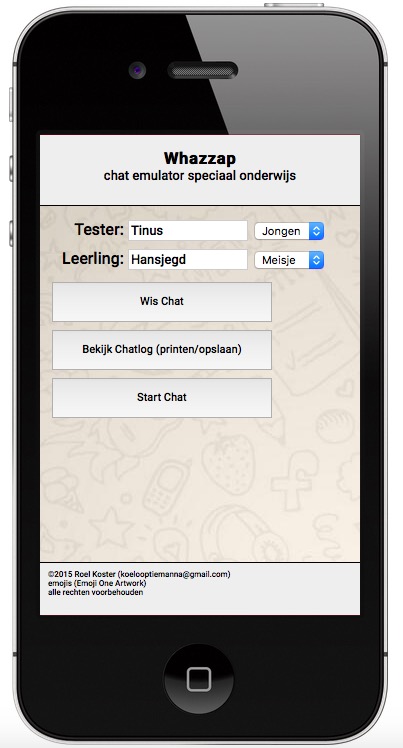 Whazzap
chat emulator speciaal onderwijs
Tester: Tinus Jongen
Leerling: Hansjegd Meisje
Wis Chat
Bekijk Chatlog (printen/opslaan)
Start Chat
©2015 Roel Koster (koelooptiemanna@gmail.com)
emojis (Emoji One Artwork)
alle rechten voorbehouden